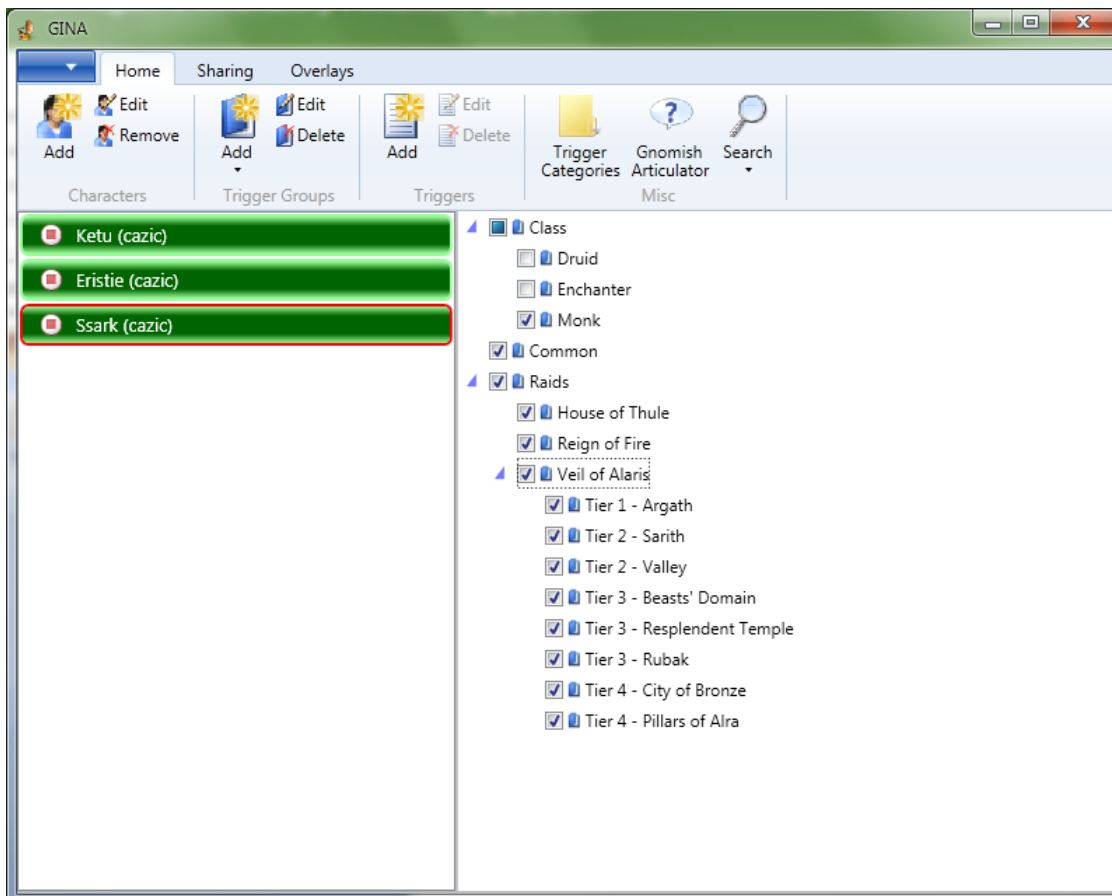 GINA
Home Sharing Overlays
Add Edit Remove
Characters
Add Edit Delete
Trigger Groups
Add Edit Delete
Triggers
Trigger Categories
Gnomish Articulator
Search
Misc
Ketu (cazic)
Eristie (cazic)
Ssark (cazic)
Class
Druid
Enchanter
Monk
Common
Raids
House of Thule
Reign of Fire
Veil of Alaris
Tier 1 - Argath
Tier 2 - Sarith
Tier 2 - Valley
Tier 3 - Beasts' Domain
Tier 3 - Resplendent Temple
Tier 3 - Rubak
Tier 4 - City of Bronze
Tier 4 - Pillars of Alra